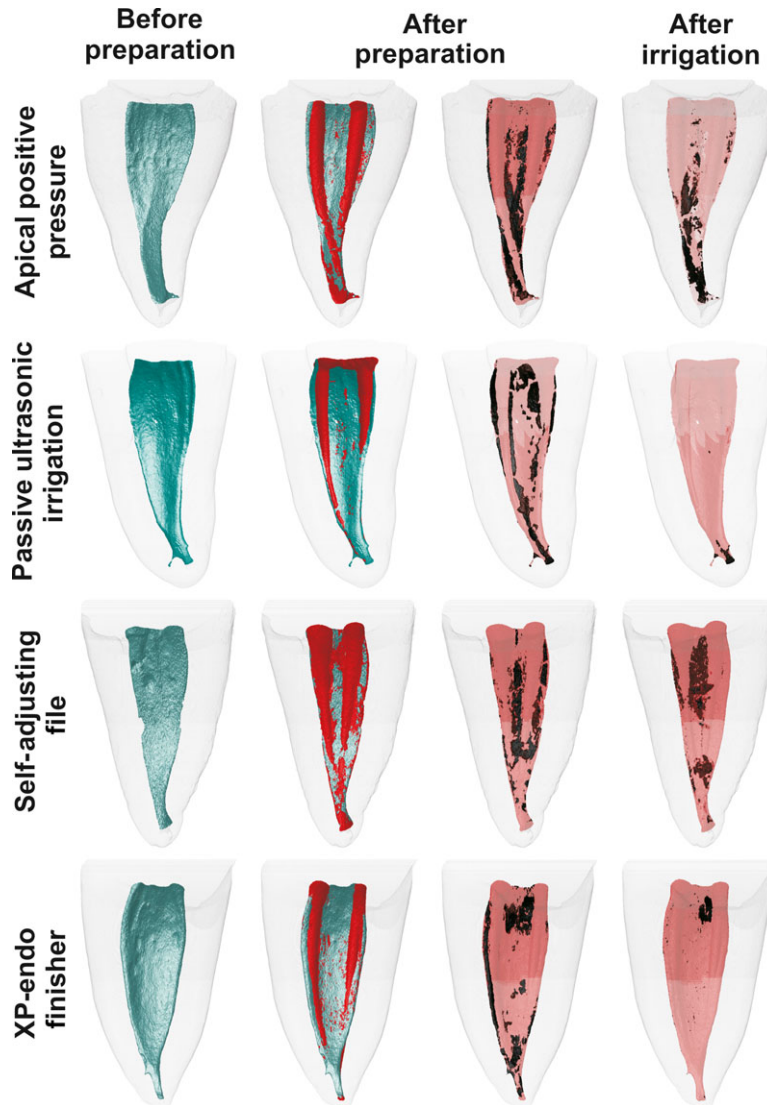 Before
preparation
After
preparation
After
irrigation
Apical positive
pressure
Passive ultrasonic
irrigation
Self-adjusting
file
XP-endo
finisher